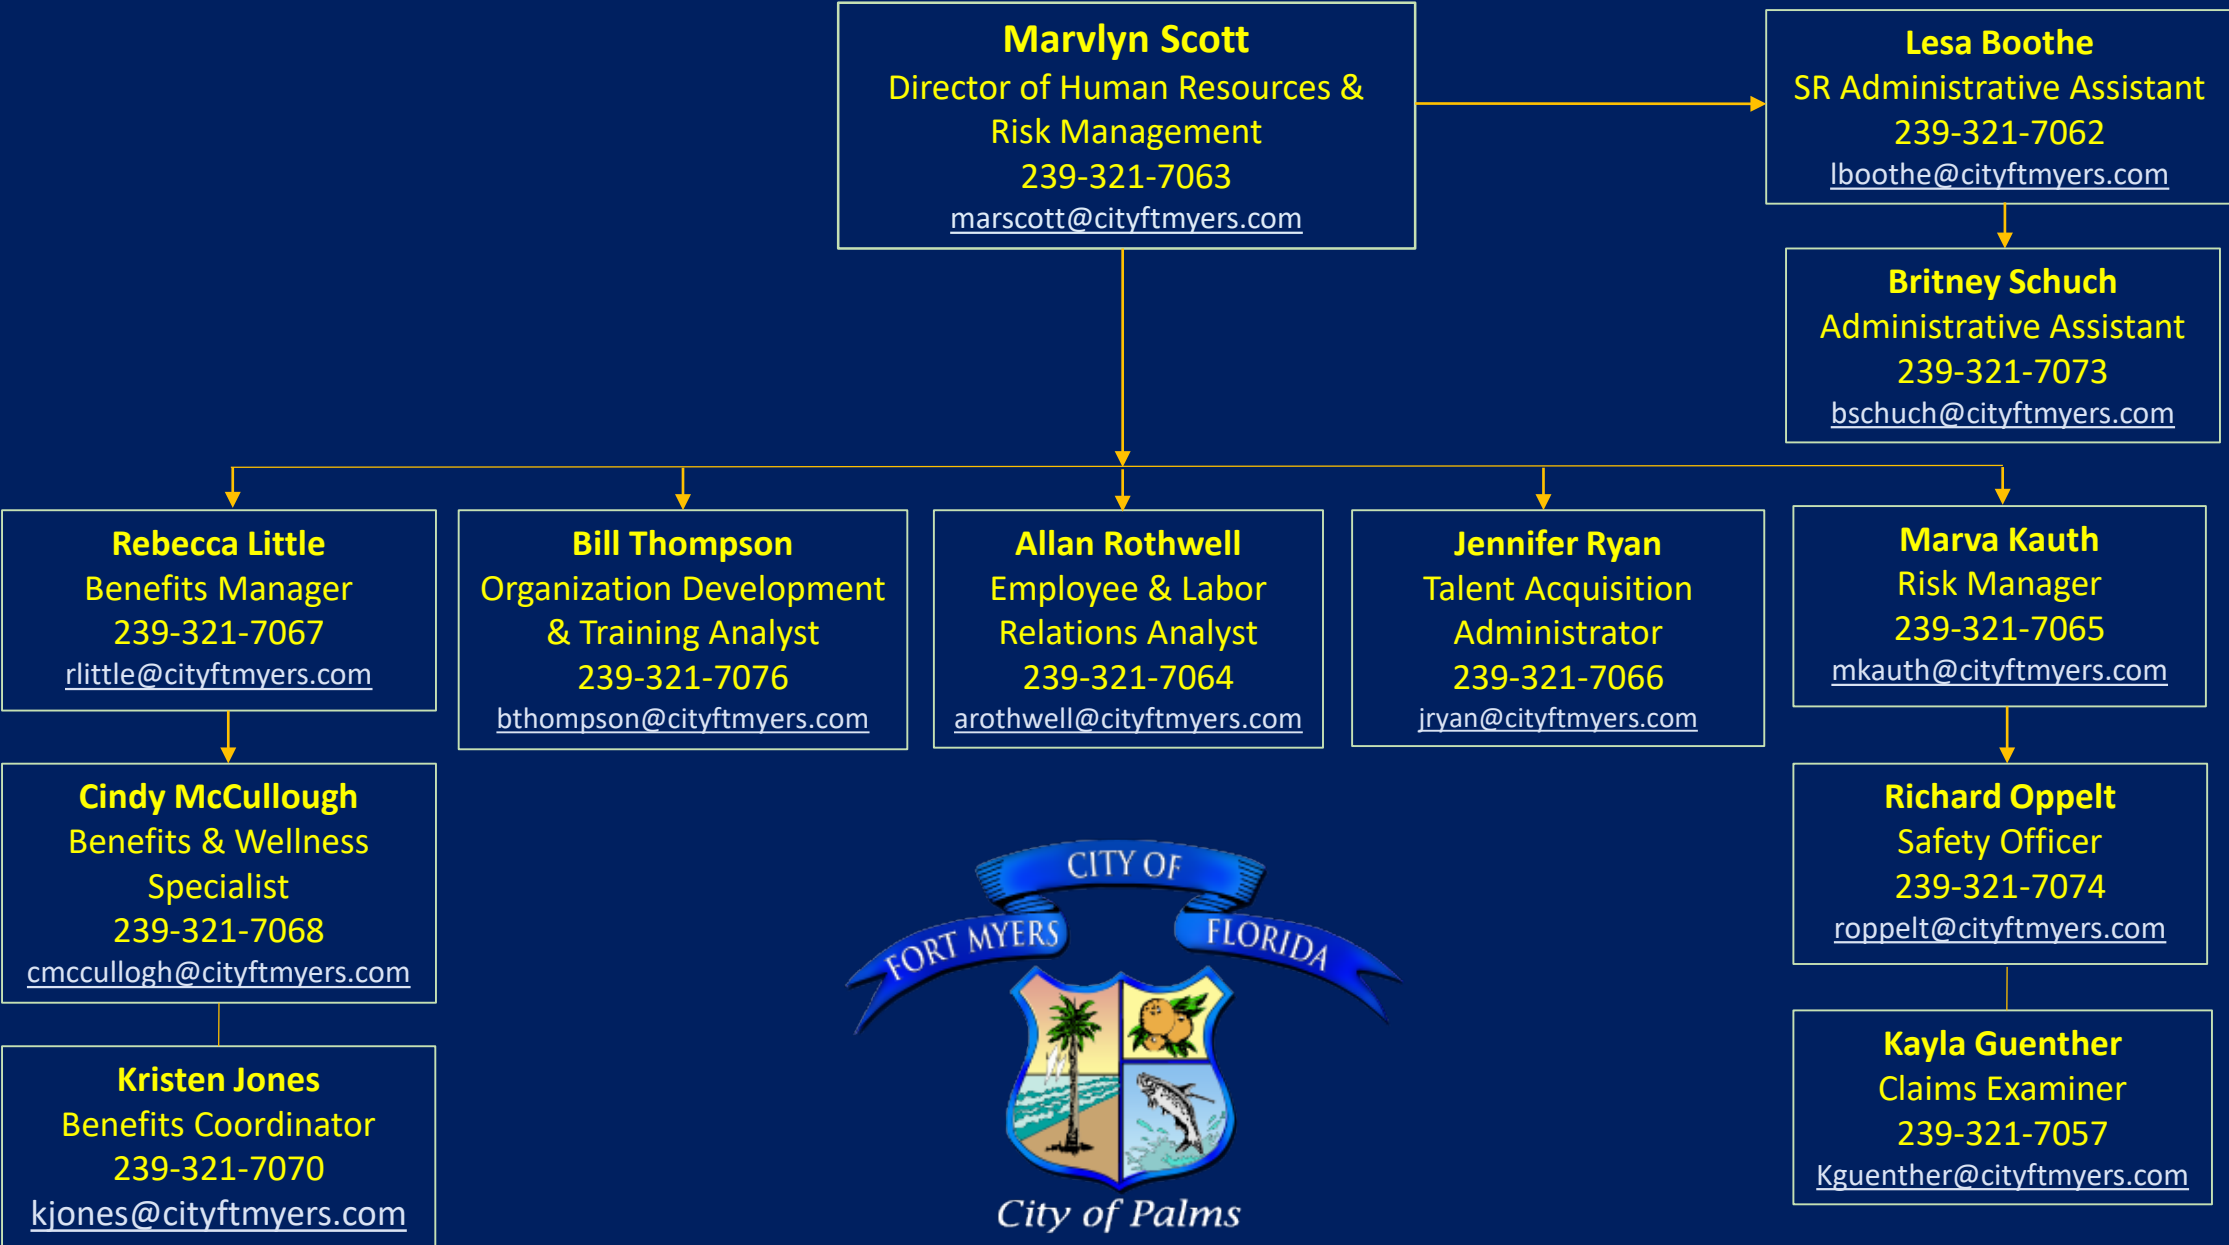 Marvlyn Scott
Director of Human Resources &
Risk Management
239-321-7063
marscott@cityftmyers.com
Lesa Boothe
SR Administrative Assistant
239-321-7062
lboothe@cityftmyers.com
Britney Schuch
Administrative Assistant
239-321-7073
bschuch@cityftmyers.com
Rebecca Little
Benefits Manager
239-321-7067
rlittle@cityftmyers.com
Bill Thompson
Organization Development
& Training Analyst
239-321-7076
bthompson@cityftmyers.com
Allan Rothwell
Employee & Labor
Relations Analyst
239-321-7064
arothwell@cityftmyers.com
Jennifer Ryan
Talent Acquisition
Administrator
239-321-7066
jryan@cityftmyers.com
Marva Kauth
Risk Manager
239-321-7065
mkauth@cityftmyers.com
Cindy McCullough
Benefits & Wellness
Specialist
239-321-7068
cmccullogh@cityftmyers.com
Richard Oppelt
Safety Officer
239-321-7074
roppelt@cityftmyers.com
Kristen Jones
Benefits Coordinator
239-321-7070
kjones@cityftmyers.com
Kayla Guenther
Claims Examiner
239-321-7057
Kguenther@cityftmyers.com
CITY OF
FORT MYERS
FLORIDA
City of Palms